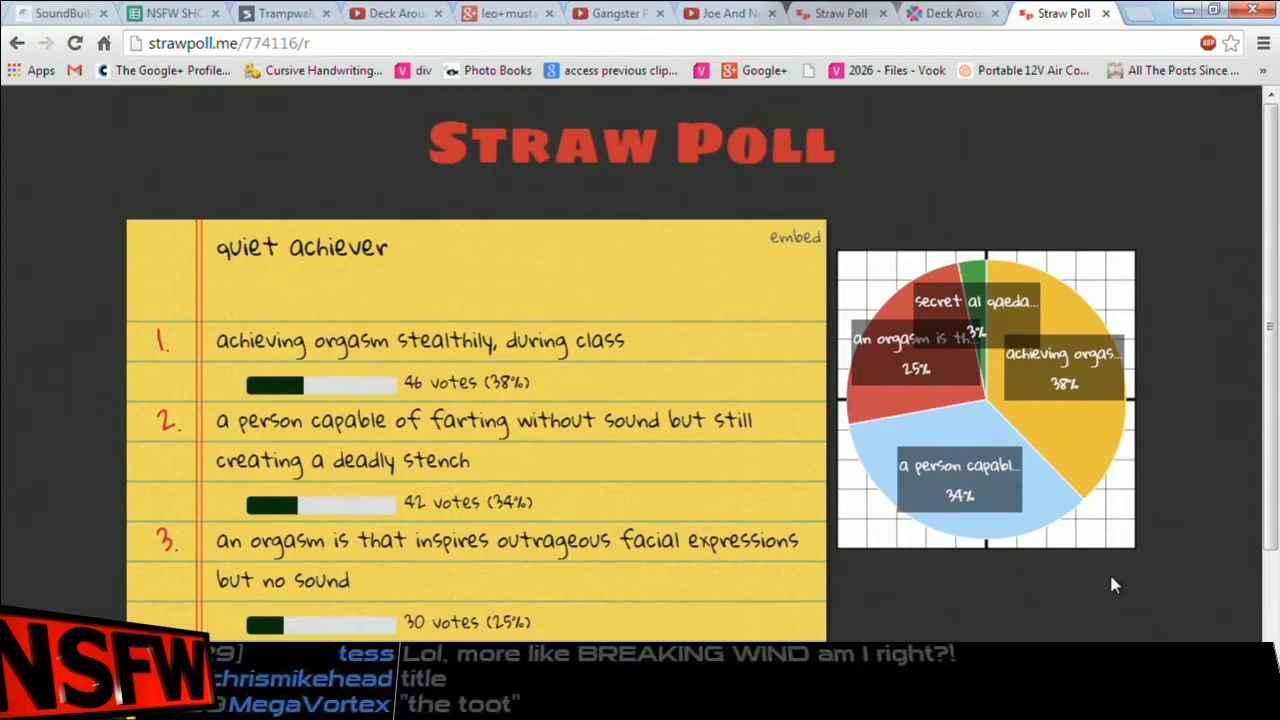 SoundBuil
NSFW SHO
Trampwall
Deck Arou
leo+musta
Gangster P
Joe And Ne
Straw Poll
Deck Arou
Straw Poll
strawpoll.me/774116/r
ABP
Apps
The Google+ Profile...
Cursive Handwriting...
div
Photo Books
access previous clip...
Google+
2026 - Files - Vook
Portable 12V Air Co...
All The Posts Since ...
»
STRAW POLL
quiet achiever
embed
1. achieving orgasm stealthily, during class
46 votes (38%)
2. a person capable of farting without sound but still
creating a deadly stench
42 votes (34%)
3. an orgasm is that inspires outrageous facial expressions
but no sound
30 votes (25%)
secret al qaeda...
3%
an orgasm is th...
25%
achieving orgas...
38%
a person capabl...
34%
NSFW
29] tess Lol, more like BREAKING WIND am I right?!
chrismikehead title
MegaVortex "the toot"